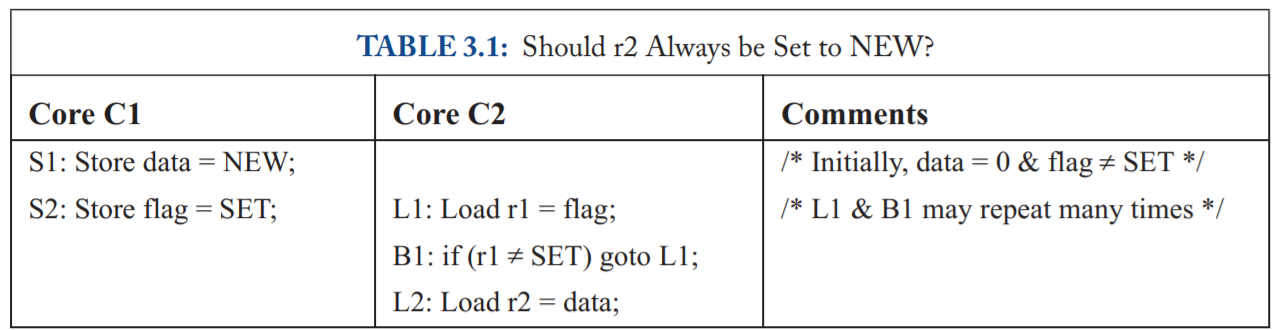 TABLE 3.1: Should r2 Always be Set to NEW?
Core C1 Core C2 Comments
S1: Store data = NEW; /* Initially, data = 0 & flag ≠ SET */
S2: Store flag = SET; L1: Load r1 = flag; /* L1 & B1 may repeat many times */
B1: if (r1 ≠ SET) goto L1;
L2: Load r2 = data;